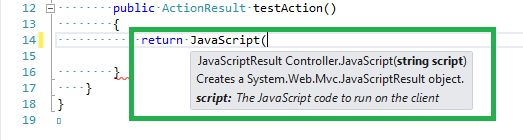 12 public ActionResult testAction()
13 {
14 return JavaScript(
15
JavaScriptResult Controller.JavaScript(string script)
Creates a System.Web.Mvc.JavaScriptResult object.
script: The JavaScript code to run on the client
16 }
17 }
18 }
19